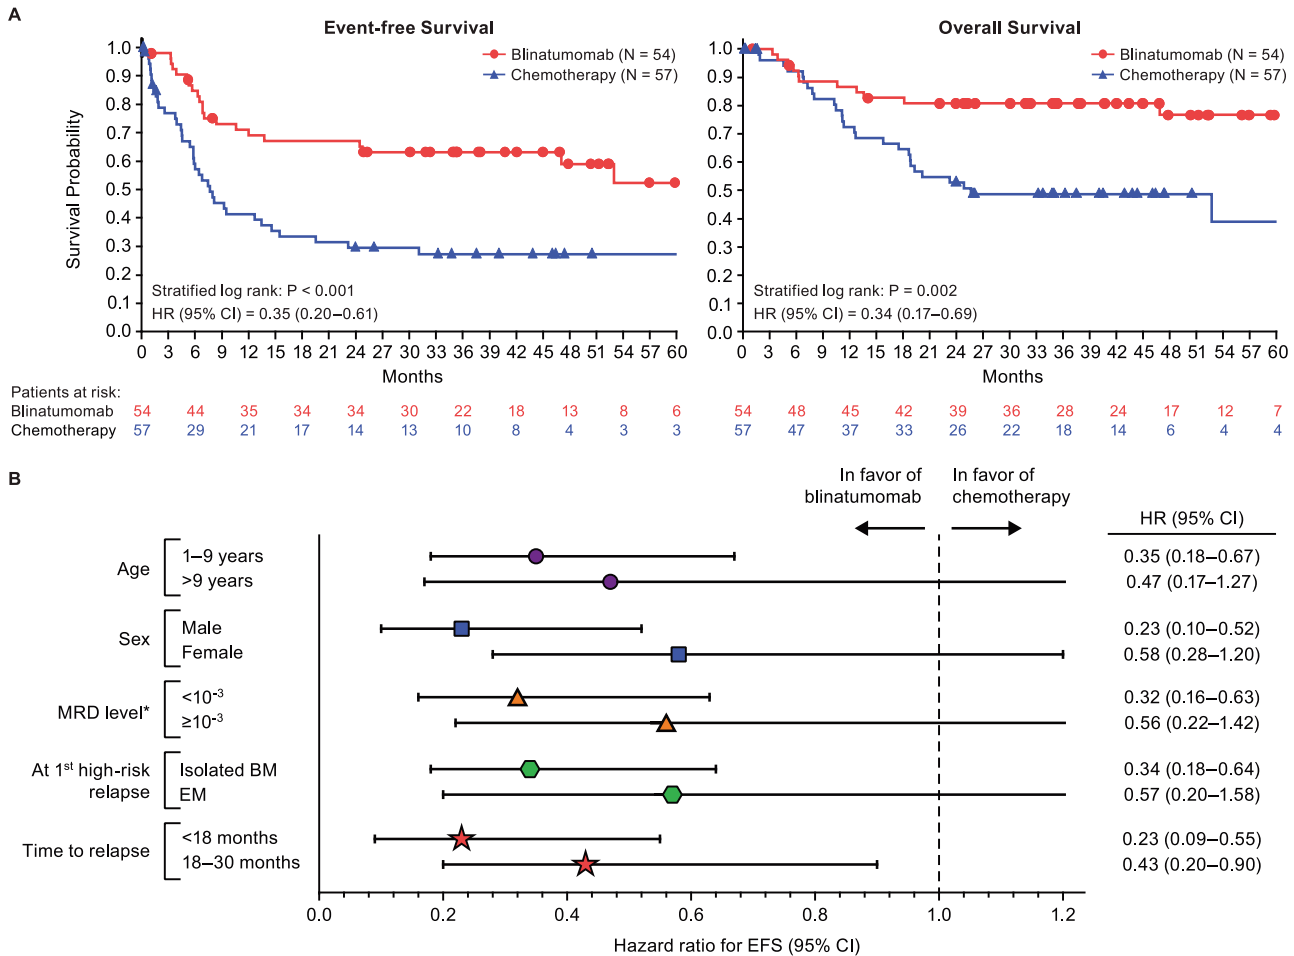 A
Event-free Survival
Blinatumomab (N = 54)
Chemotherapy (N = 57)
Survival Probability
1.0
0.9
0.8
0.7
0.6
0.5
0.4
0.3
0.2
0.1
0.0
Stratified log rank: P < 0.001
HR (95% CI) = 0.35 (0.20–0.61)
0 3 6 9 12 15 18 21 24 27 30 33 36 39 42 45 48 51 54 57 60
Months
Overall Survival
Blinatumomab (N = 54)
Chemotherapy (N = 57)
1.0
0.9
0.8
0.7
0.6
0.5
0.4
0.3
0.2
0.1
0.0
Stratified log rank: P = 0.002
HR (95% CI) = 0.34 (0.17–0.69)
0 3 6 9 12 15 18 21 24 27 30 33 36 39 42 45 48 51 54 57 60
Months
Patients at risk:
Blinatumomab 54 44 35 34 34 30 22 18 13 8 6 54 48 45 42 39 36 28 24 17 12 7
Chemotherapy 57 29 21 17 14 13 10 8 4 3 3 57 47 37 33 26 22 18 14 6 4 4
B
In favor of blinatumomab
In favor of chemotherapy
HR (95% CI)
Age
1–9 years 0.35 (0.18–0.67)
>9 years 0.47 (0.17–1.27)
Sex
Male 0.23 (0.10–0.52)
Female 0.58 (0.28–1.20)
MRD level*
<10⁻³ 0.32 (0.16–0.63)
≥10⁻³ 0.56 (0.22–1.42)
At 1ˢᵗ high-risk relapse
Isolated BM 0.34 (0.18–0.64)
EM 0.57 (0.20–1.58)
Time to relapse
<18 months 0.23 (0.09–0.55)
18–30 months 0.43 (0.20–0.90)
0.0 0.2 0.4 0.6 0.8 1.0 1.2
Hazard ratio for EFS (95% CI)